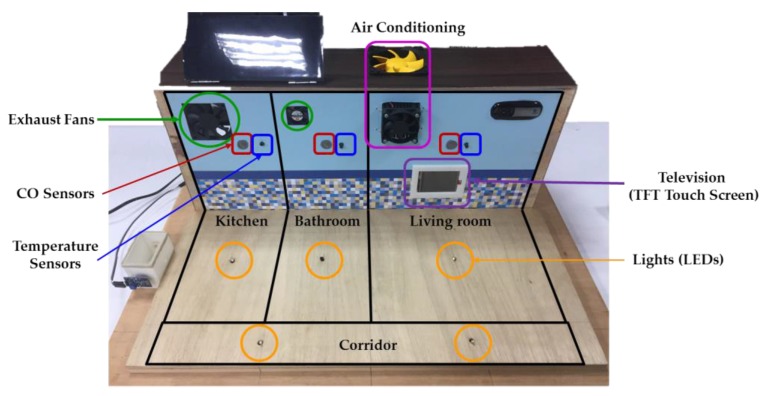 Air Conditioning
Exhaust Fans
CO Sensors
Temperature
Sensors
Television
(TFT Touch Screen)
Kitchen
Bathroom
Living room
Lights (LEDs)
Corridor